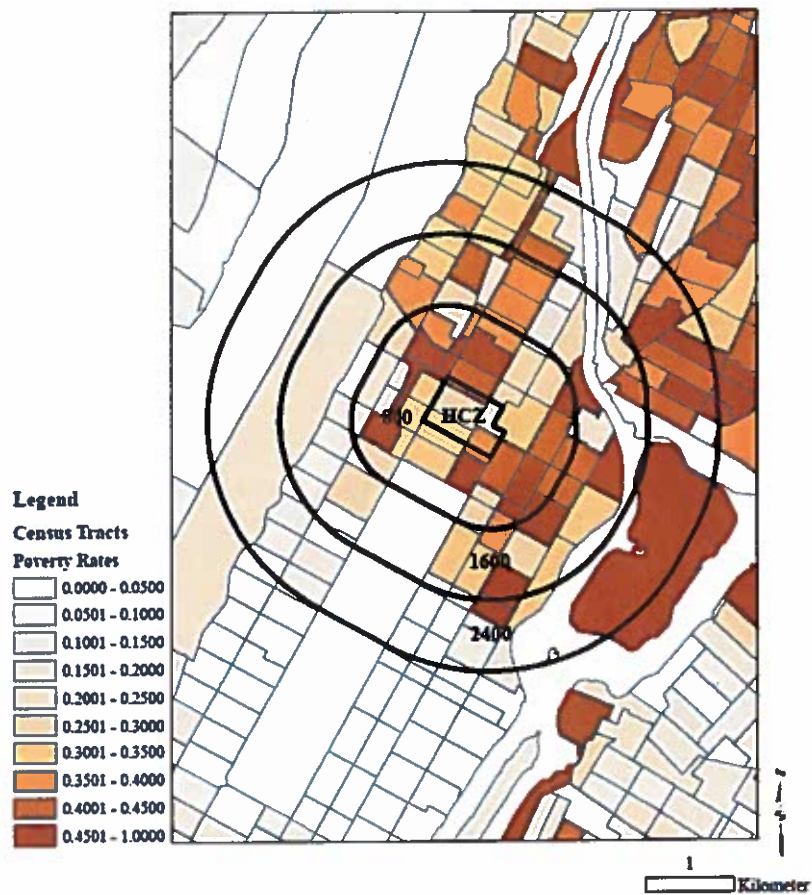 800
HCZ
1600
2400
Legend
Census Tracts
Poverty Rates
0.0000 - 0.0500
0.0501 - 0.1000
0.1001 - 0.1500
0.1501 - 0.2000
0.2001 - 0.2500
0.2501 - 0.3000
0.3001 - 0.3500
0.3501 - 0.4000
0.4001 - 0.4500
0.4501 - 1.0000
1
Kilometer